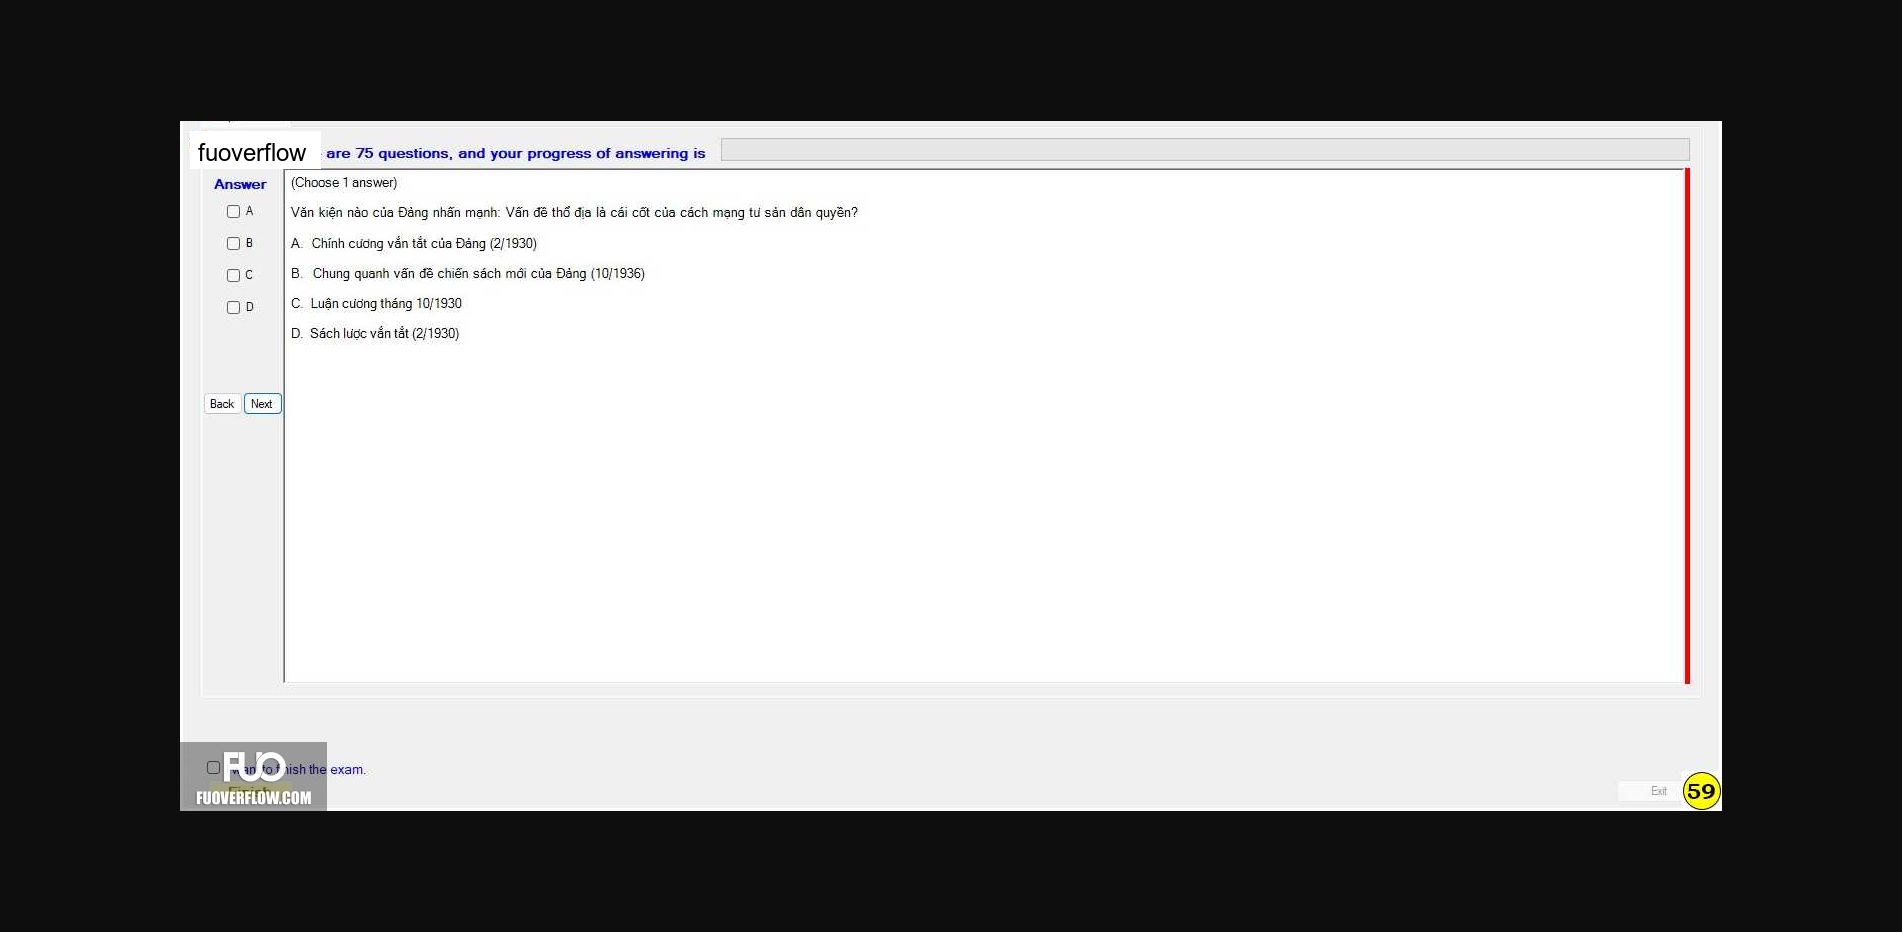 fuoverflow are 75 questions, and your progress of answering is
Answer
(Choose 1 answer)
A
Văn kiện nào của Đảng nhấn mạnh: Vấn đề thổ địa là cái cốt của cách mạng tư sản dân quyền?
B
A. Chính cương vắn tắt của Đảng (2/1930)
C
B. Chung quanh vấn đề chiến sách mới của Đảng (10/1936)
D
C. Luận cương tháng 10/1930
D. Sách lược vắn tắt (2/1930)
Back Next
FUO
want to finish the exam.
Finish
FUOVERFLOW.COM
Exit
59